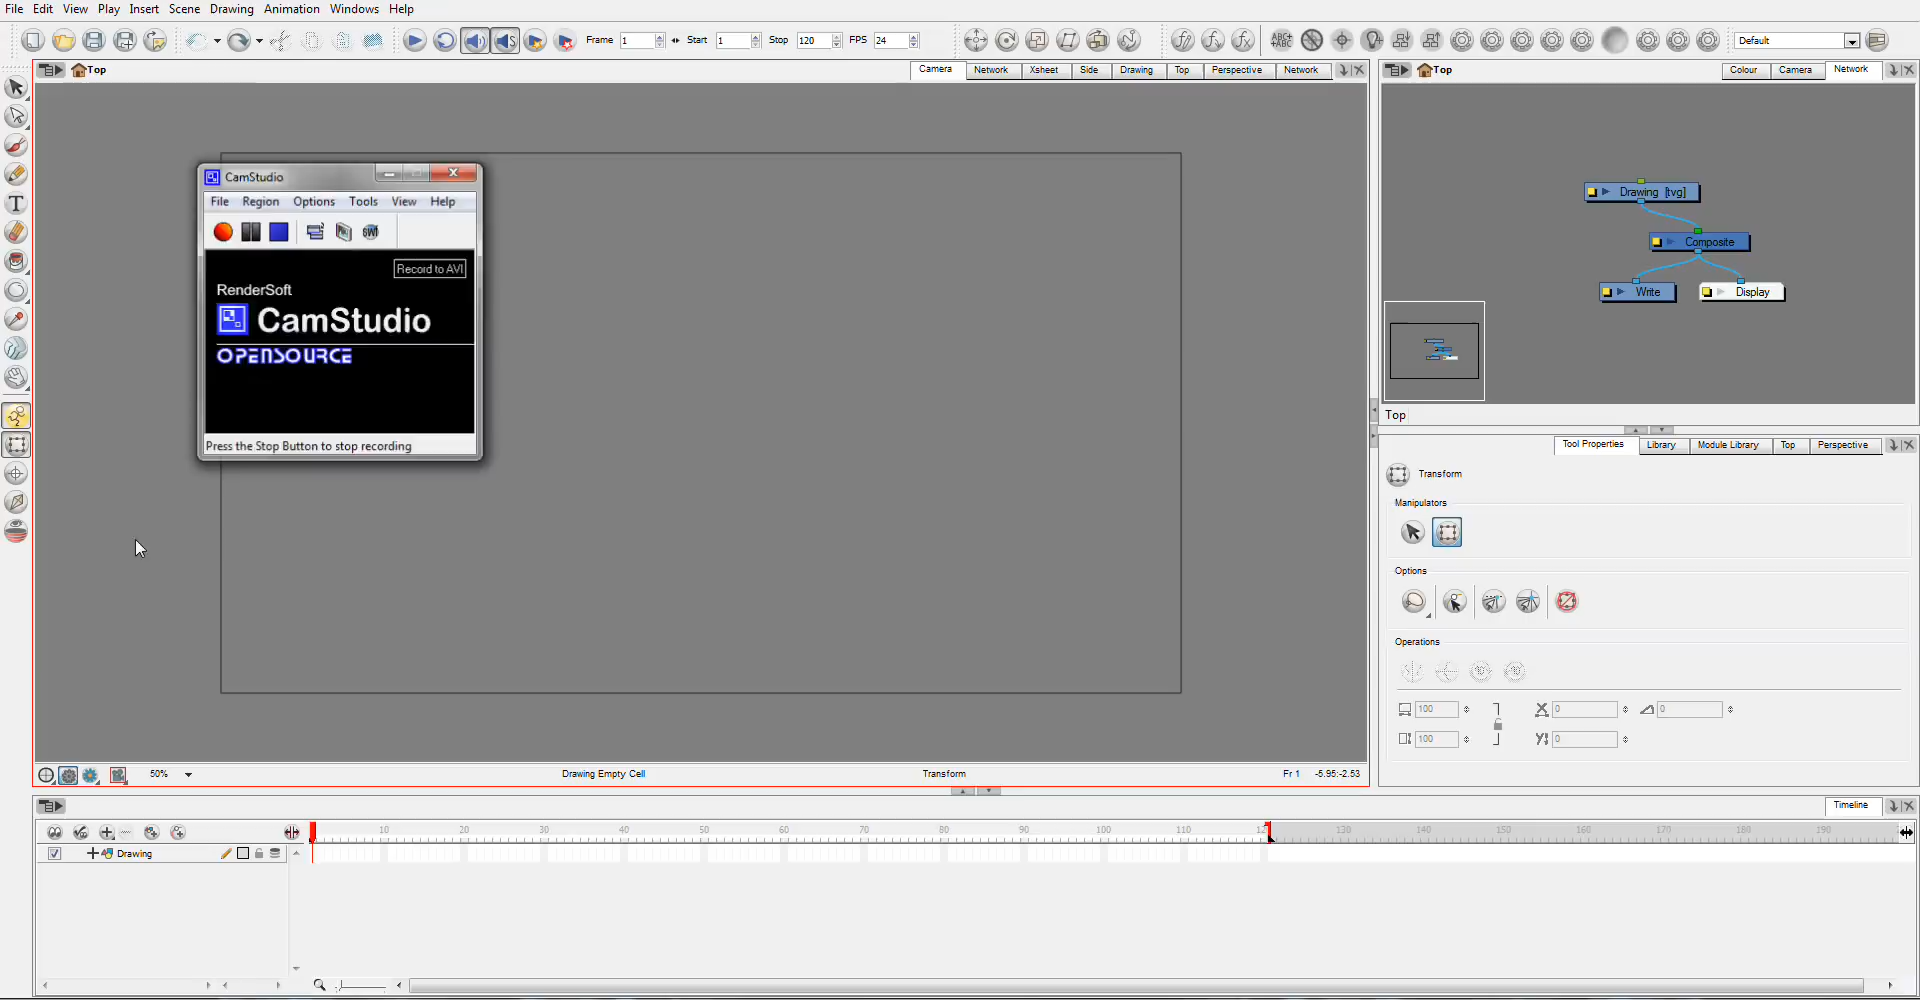 File Edit View Play Insert Scene Drawing Animation Windows Help
Frame 1 Start 1 Stop 120 FPS 24
Default
Top
Camera Network Xsheet Side Drawing Top Perspective Network
Top
Colour Camera Network
CamStudio
File Region Options Tools View Help
Record to AVI
RenderSoft
CamStudio
OPENSOURCE
Press the Stop Button to stop recording
Drawing [tvg]
Composite
Write
Display
Top
Tool Properties Library Module Library Top Perspective
Transform
Manipulators
Options
Operations
100 X 0 0
100 Y 0
50% Drawing Empty Cell Transform Fr 1 -5.95:-2.53
Timeline
10 20 30 40 50 60 70 80 90 100 110 130 140 150 160 170 180 190
Drawing